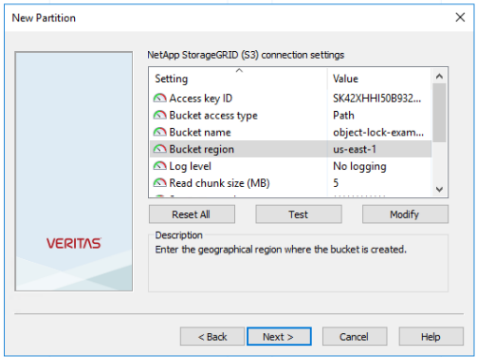 New Partition
NetApp StorageGRID (S3) connection settings
Setting Value
Access key ID SK42XHHI50B932...
Bucket access type Path
Bucket name object-lock-exam...
Bucket region us-east-1
Log level No logging
Read chunk size (MB) 5
Reset All Test Modify
VERITAS
Description
Enter the geographical region where the bucket is created.
< Back Next > Cancel Help